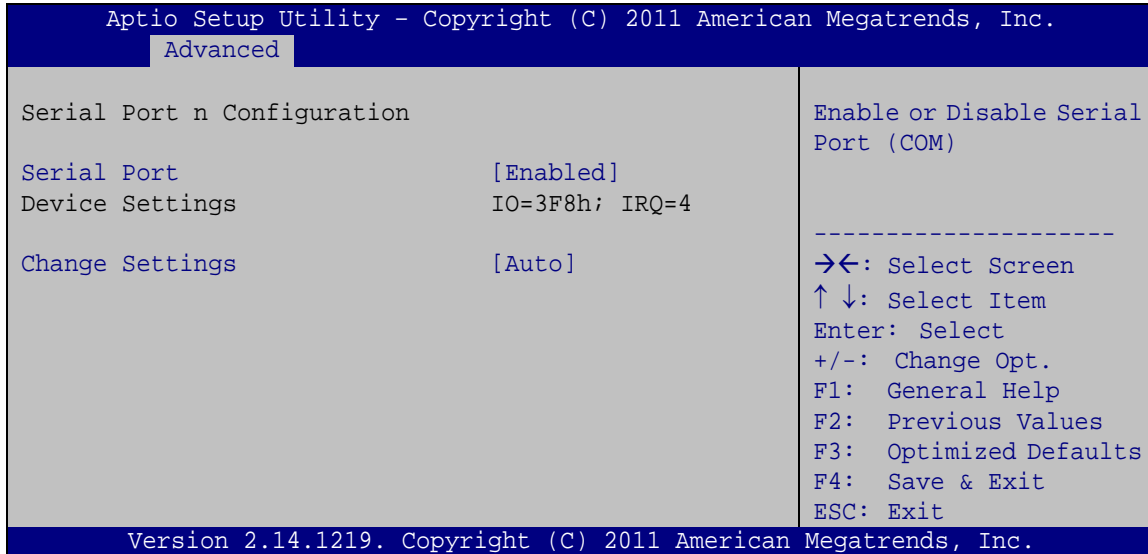 Aptio Setup Utility – Copyright (C) 2011 American Megatrends, Inc.
Advanced
Serial Port n Configuration
Serial Port [Enabled]
Device Settings IO=3F8h; IRQ=4
Change Settings [Auto]
Enable or Disable Serial
Port (COM)
---------------------
→←: Select Screen
↑ ↓: Select Item
Enter: Select
+/-: Change Opt.
F1: General Help
F2: Previous Values
F3: Optimized Defaults
F4: Save & Exit
ESC: Exit
Version 2.14.1219. Copyright (C) 2011 American Megatrends, Inc.